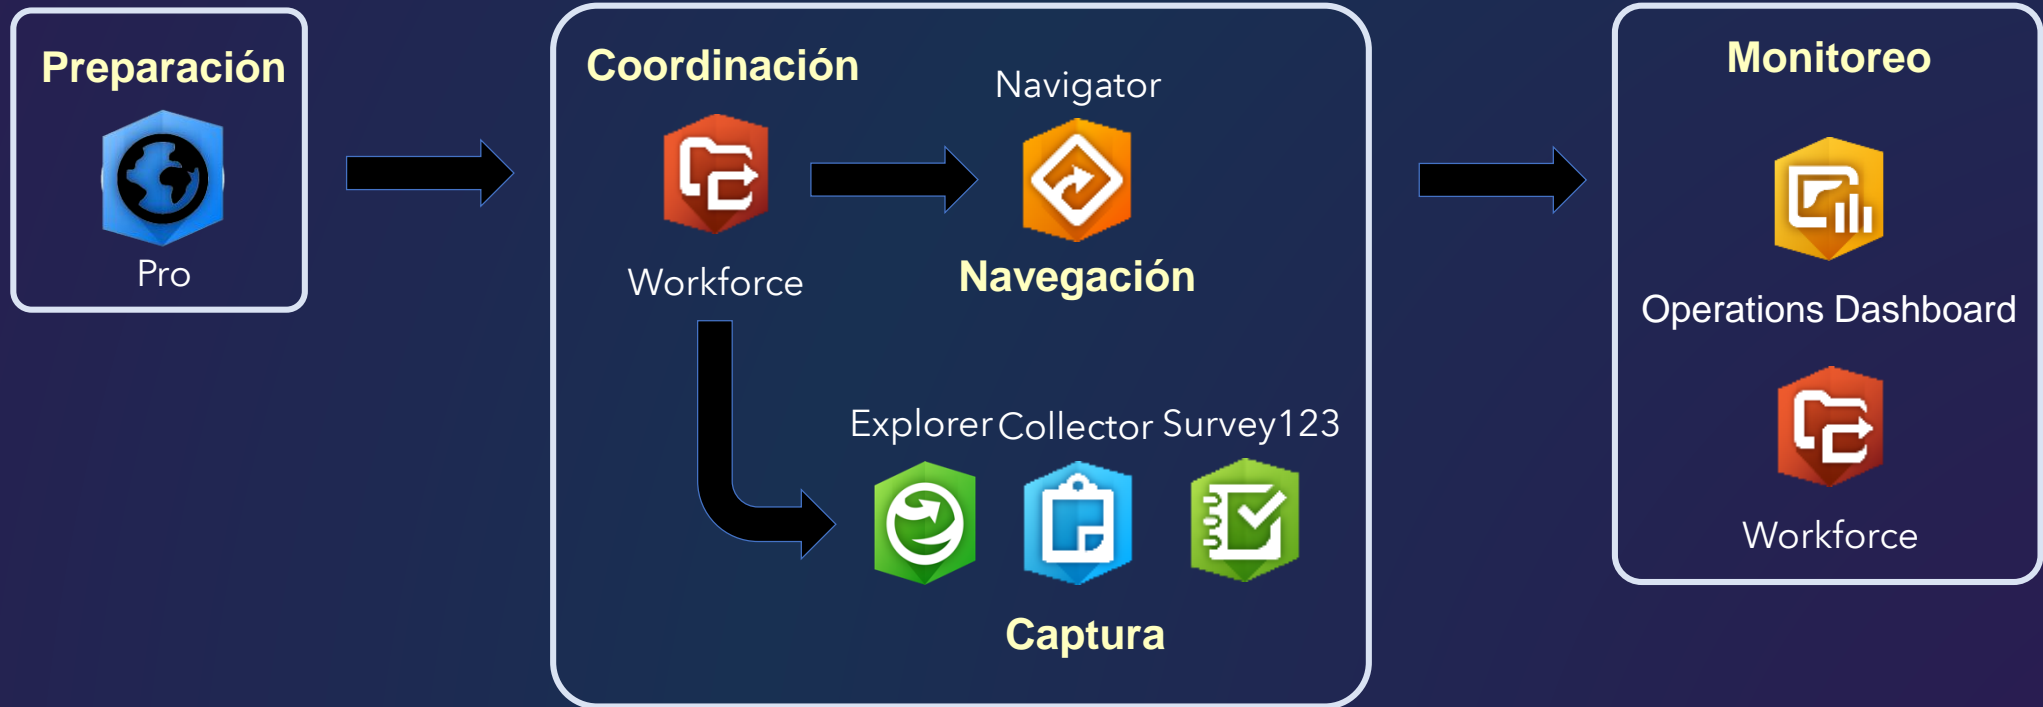 Preparación
Pro
Coordinación
Navigator
Workforce
Navegación
Explorer Collector Survey123
Captura
Monitoreo
Operations Dashboard
Workforce